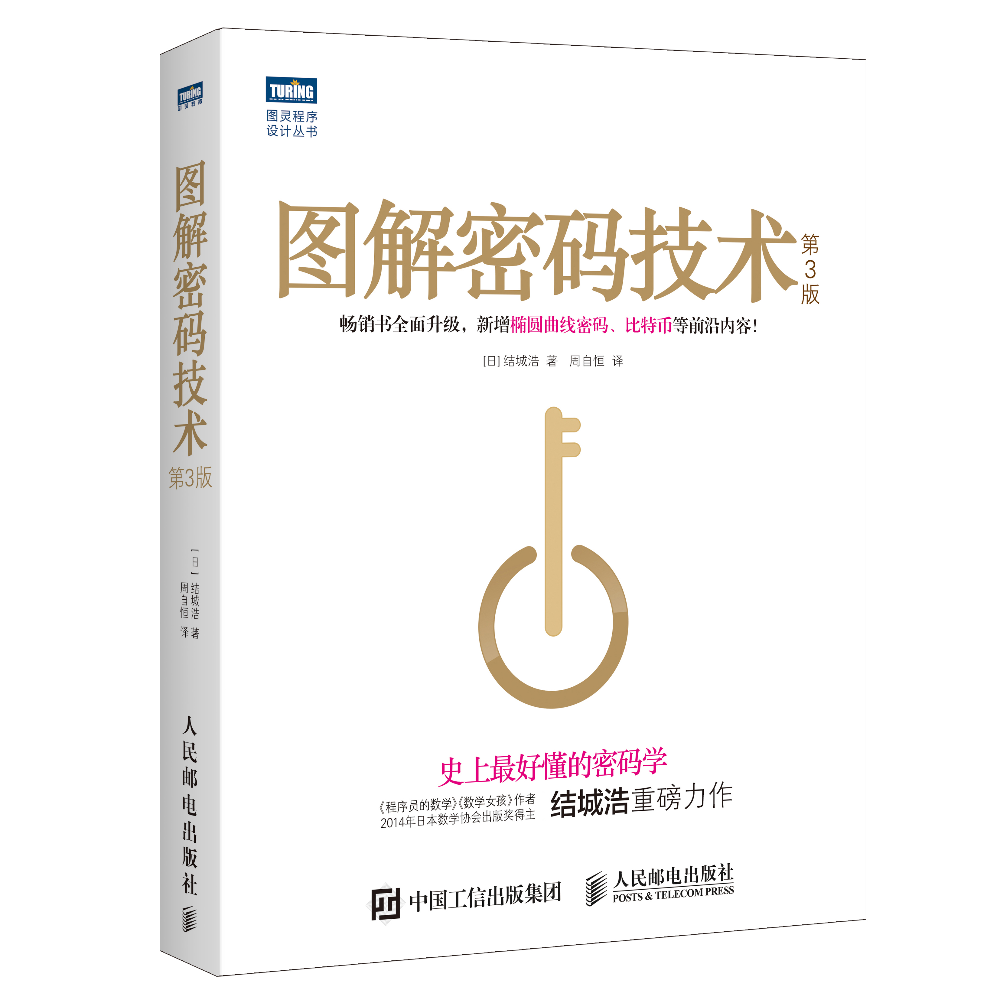 TURING
图灵教育
图解密码技术
第3版
[日]结城浩 著
周自恒 译
人民邮电出版社
TURING
图灵程序
设计丛书
图解密码技术
第3版
畅销书全面升级，新增椭圆曲线密码、比特币等前沿内容！
[日]结城浩 著 周自恒 译
史上最好懂的密码学
《程序员的数学》《数学女孩》作者
2014年日本数学协会出版奖得主
结城浩重磅力作
中国工信出版集团
人民邮电出版社
POSTS & TELECOM PRESS